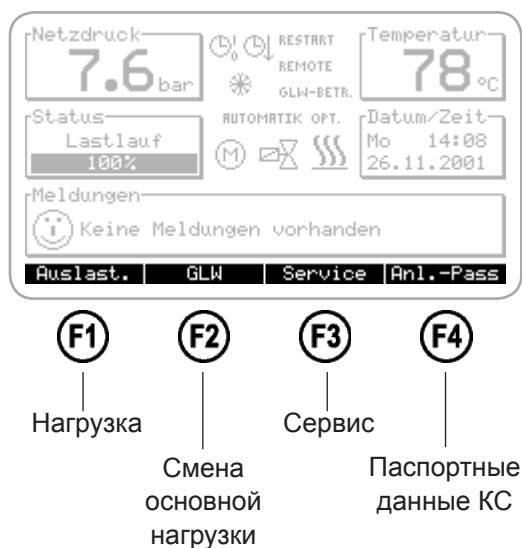 Netzdruck
7.6 bar
RESTART
REMOTE
GLW-BETR.
Temperatur
78 °C
Status
Lastlauf
100%
AUTOMATIK OPT.
M
Datum/Zeit
Mo 14:08
26.11.2001
Meldungen
i Keine Meldungen vorhanden
Auslast. GLW Service Anl.-Pass
F1 F2 F3 F4
Нагрузка
Смена
основной
нагрузки
Сервис
Паспортные
данные КС